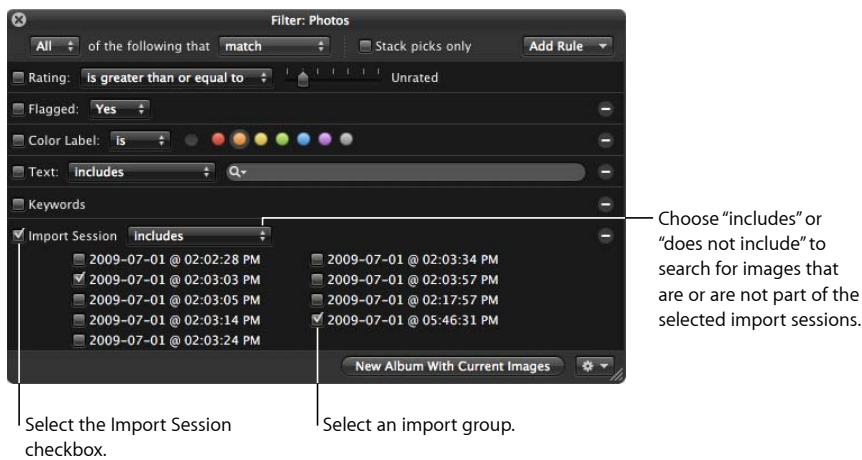 Filter: Photos
All of the following that match Stack picks only Add Rule
Rating: is greater than or equal to Unrated
Flagged: Yes
Color Label: is
Text: includes
Keywords
Import Session includes
2009-07-01 @ 02:02:28 PM 2009-07-01 @ 02:03:34 PM
2009-07-01 @ 02:03:03 PM 2009-07-01 @ 02:03:57 PM
2009-07-01 @ 02:03:05 PM 2009-07-01 @ 02:17:57 PM
2009-07-01 @ 02:03:14 PM 2009-07-01 @ 05:46:31 PM
2009-07-01 @ 02:03:24 PM
New Album With Current Images
Choose “includes” or
“does not include” to
search for images that
are or are not part of the
selected import sessions.
Select the Import Session
checkbox.
Select an import group.